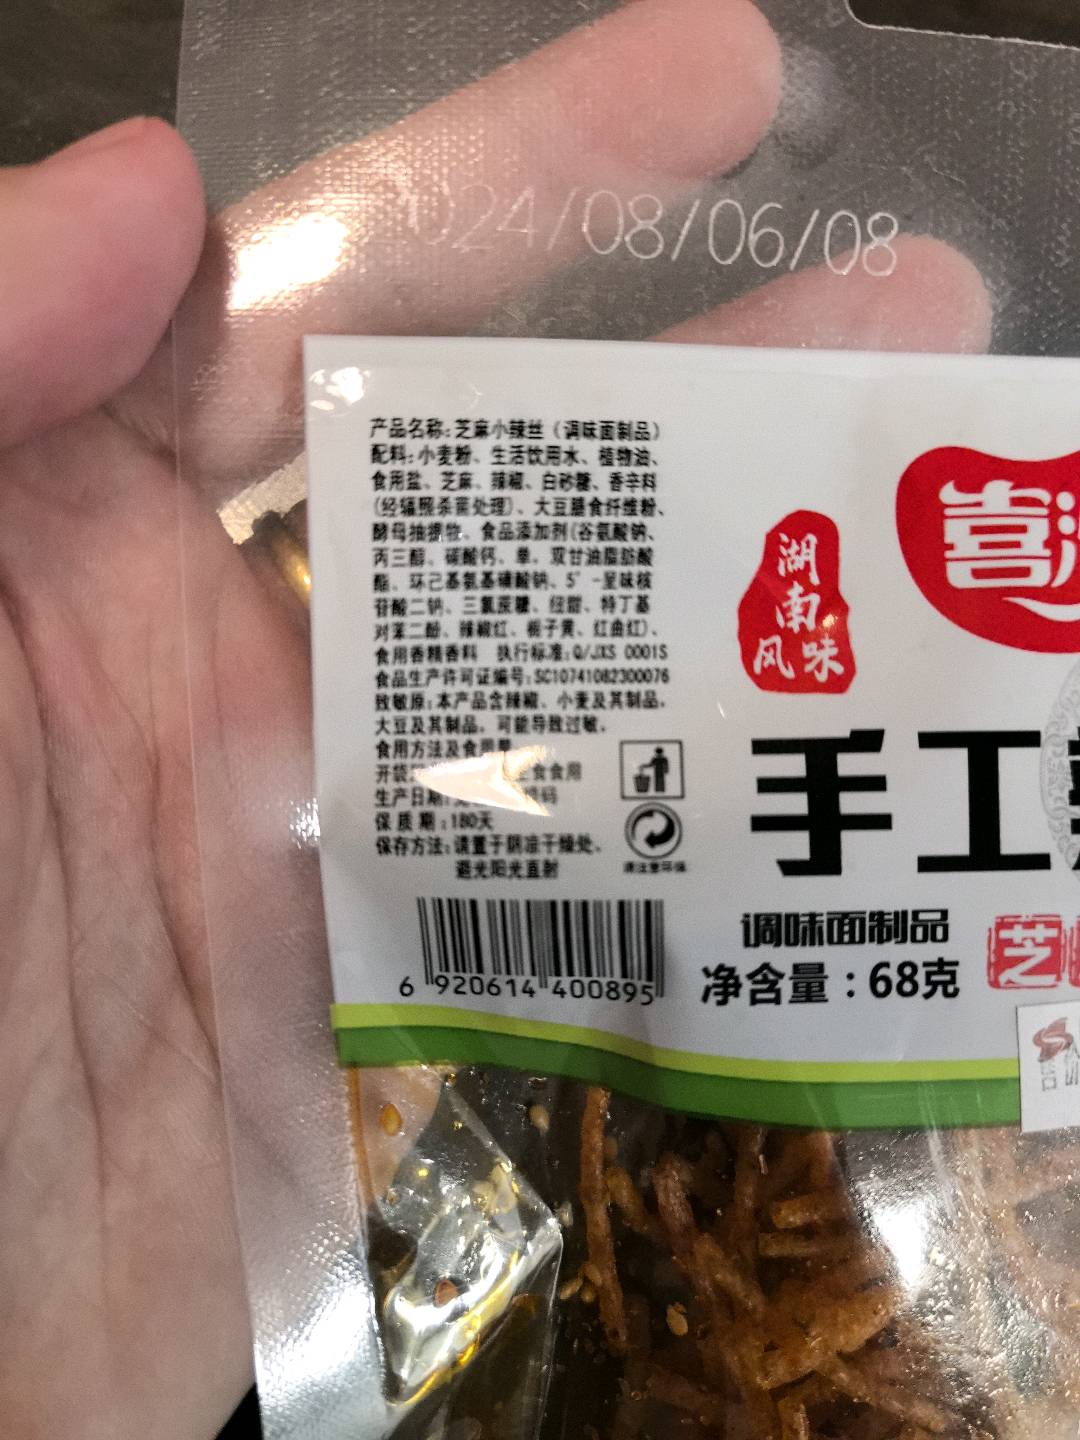 2024/08/06/08
产品名称:芝麻小辣丝（调味面制品）
配料:小麦粉、生活饮用水、植物油、
食用盐、芝麻、辣椒、白砂糖、香辛料
(经辐照杀菌处理)、大豆膳食纤维粉、
酵母抽提物、食品添加剂(谷氨酸钠、
丙三醇、碳酸钙、单，双甘油脂肪酸
酯、环己基氨基磺酸钠、5'-呈味核
苷酸二钠、三氯蔗糖、纽甜、特丁基
对苯二酚、辣椒红、栀子黄、红曲红)、
食用香精香料 执行标准:Q/JXS 0001S
食品生产许可证编号:SC10741082300076
致敏原:本产品含辣椒、小麦及其制品，
大豆及其制品，可能导致过敏。
食用方法及食用量
开袋 食食用
生产日期: 码
保 质 期:180天
保存方法:请置于阴凉干燥处、
避光阳光直射
请注意环保
6 920614 400895
喜
湖南风味
手工
调味面制品
净含量：68克
芝